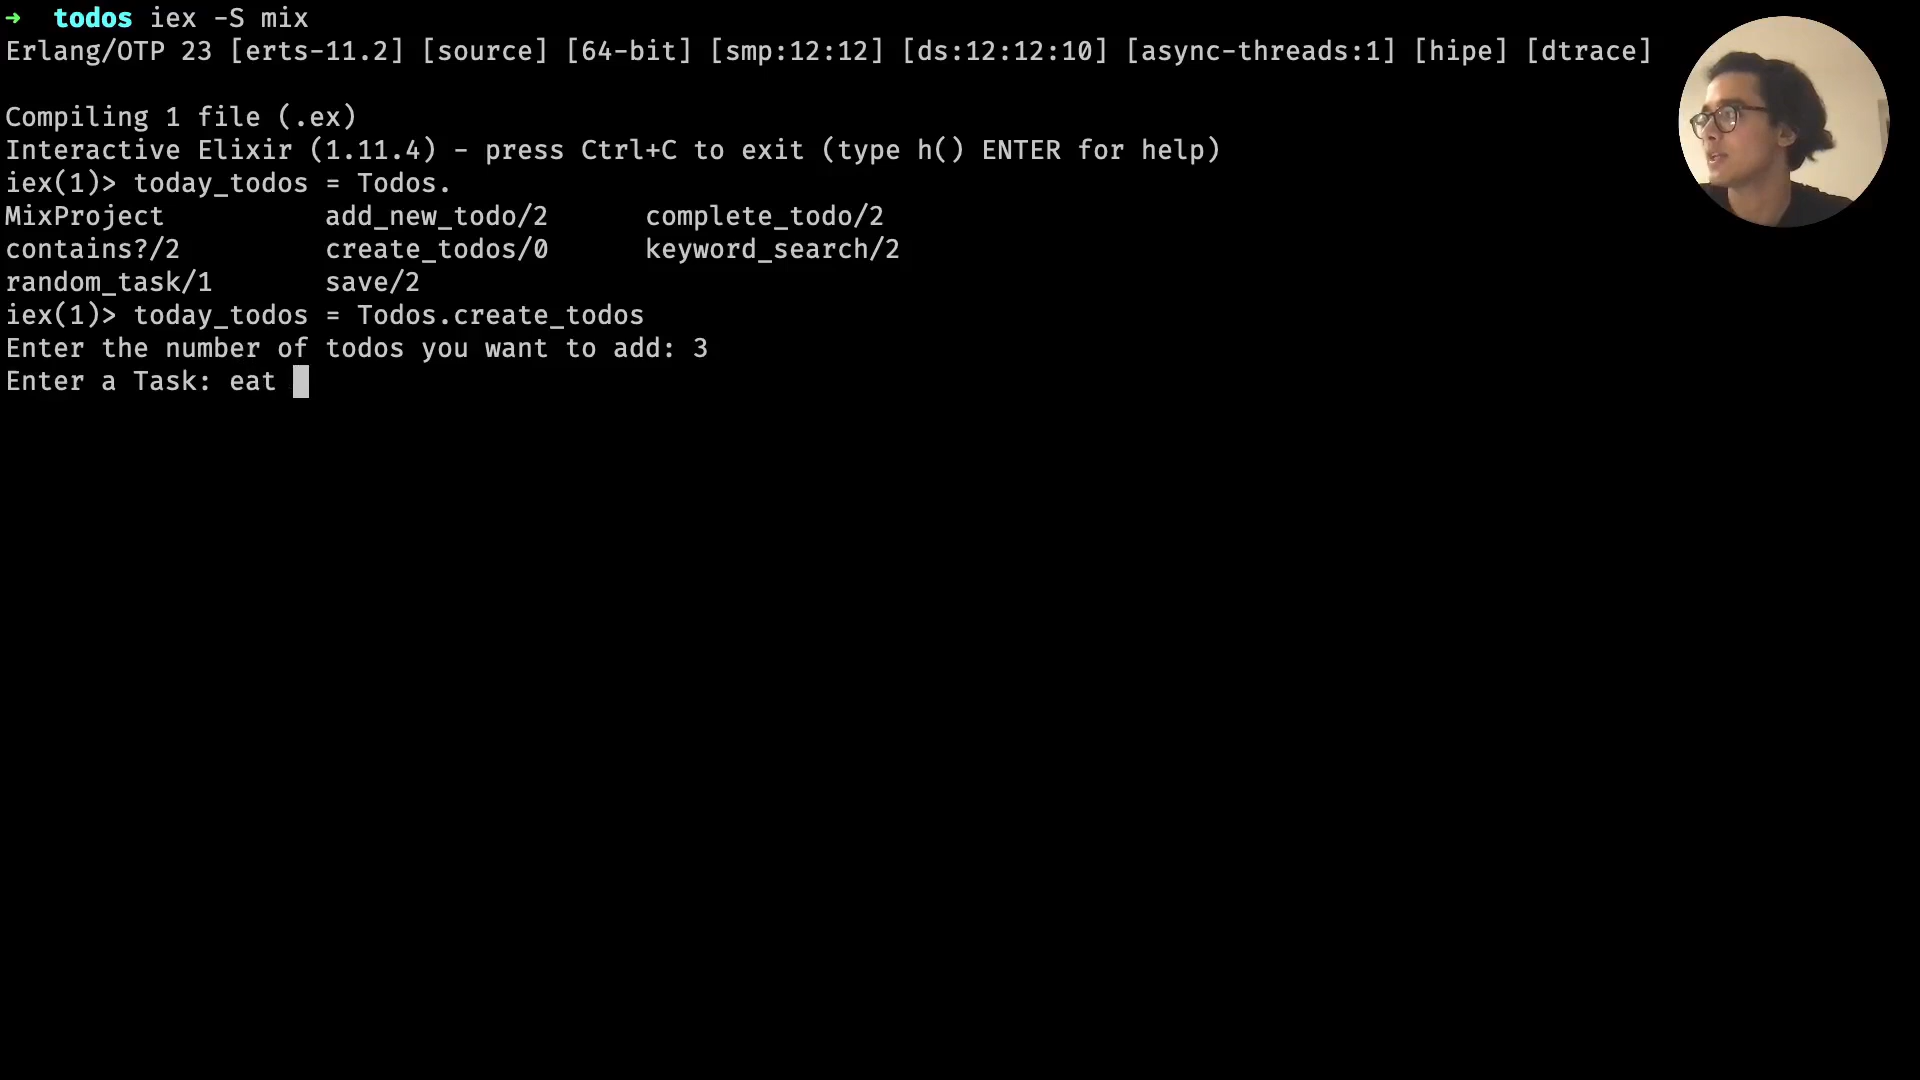 ➜ todos iex -S mix
Erlang/OTP 23 [erts-11.2] [source] [64-bit] [smp:12:12] [ds:12:12:10] [async-threads:1] [hipe] [dtrace]
Compiling 1 file (.ex)
Interactive Elixir (1.11.4) - press Ctrl+C to exit (type h() ENTER for help)
iex(1)> today_todos = Todos.
MixProject add_new_todo/2 complete_todo/2
contains?/2 create_todos/0 keyword_search/2
random_task/1 save/2
iex(1)> today_todos = Todos.create_todos
Enter the number of todos you want to add: 3
Enter a Task: eat